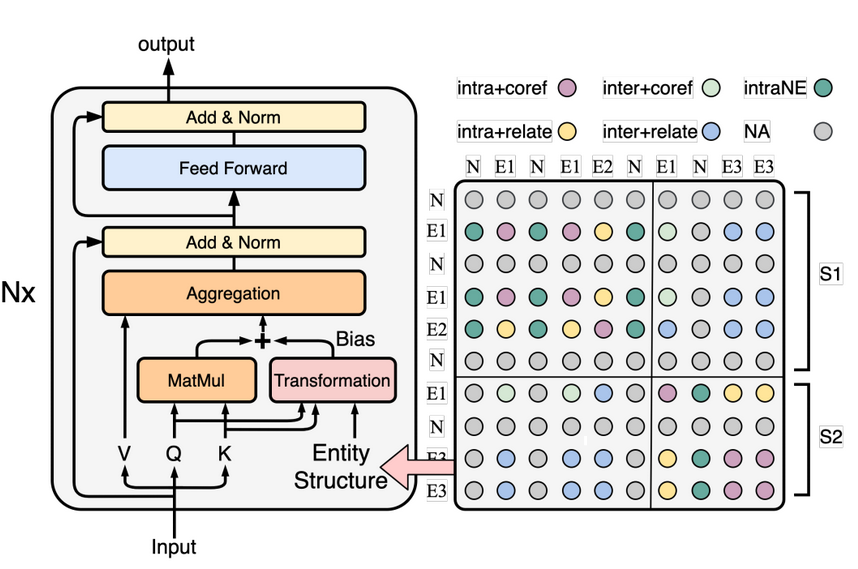 output
Add & Norm
Feed Forward
Add & Norm
Nx
Aggregation
+
Bias
MatMul
Transformation
V Q K
Entity
Structure
Input
intra+coref inter+coref intraNE
intra+relate inter+relate NA
N E1 N E1 E2 N E1 N E3 E3
N
E1
N
E1
E2
N
E1
N
E3
E3
S1
S2